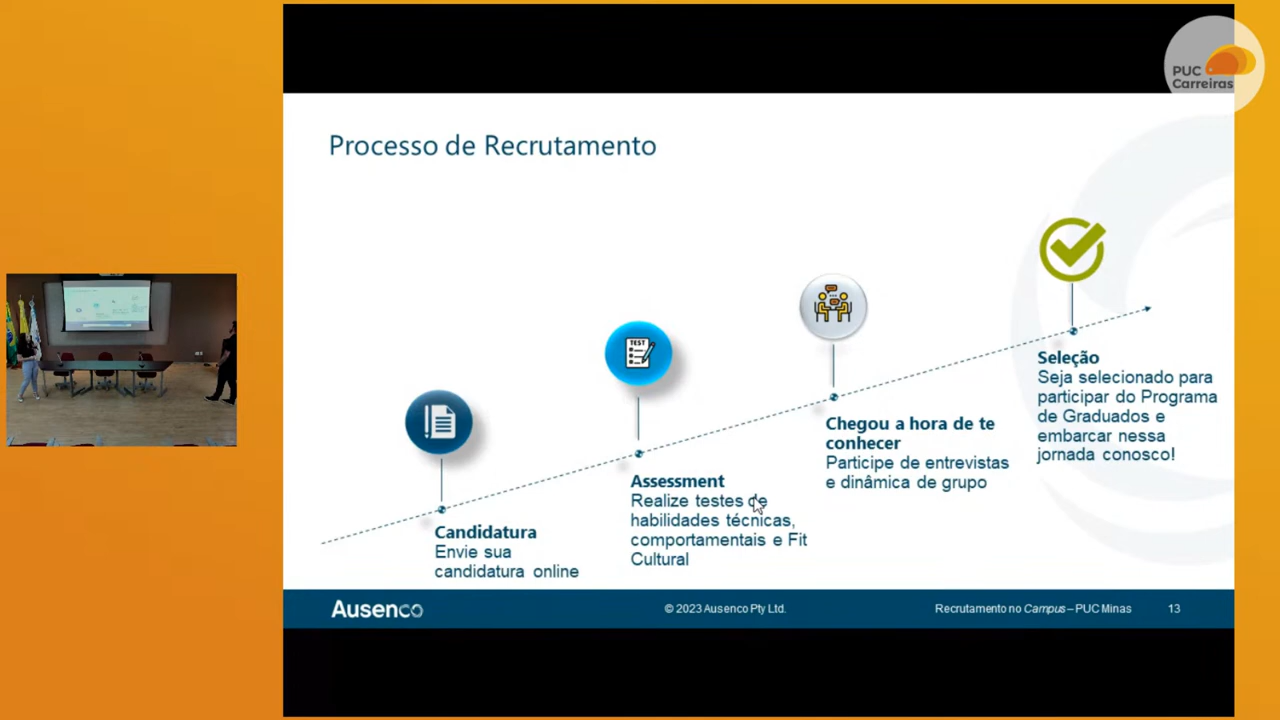 PUC
Carreiras
Processo de Recrutamento
TEST
Candidatura
Envie sua
candidatura online
Assessment
Realize testes de
habilidades técnicas,
comportamentais e Fit
Cultural
Chegou a hora de te
conhecer
Participe de entrevistas
e dinâmica de grupo
Seleção
Seja selecionado para
participar do Programa
de Graduados e
embarcar nessa
jornada conosco!
Ausenco
© 2023 Ausenco Pty Ltd.
Recrutamento no Campus – PUC Minas
13